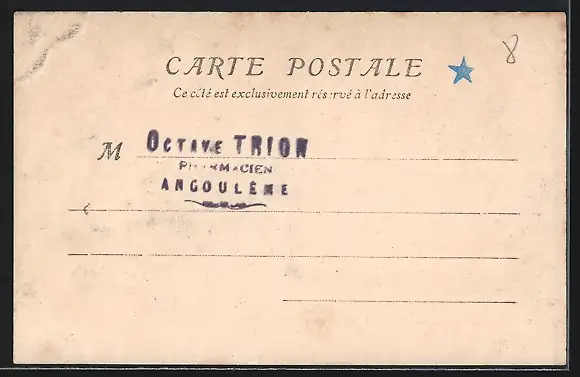 8
CARTE POSTALE
Ce côté est exclusivement réservé à l'adresse
M Octave TRION
PHARMACIEN
ANGOULÊME